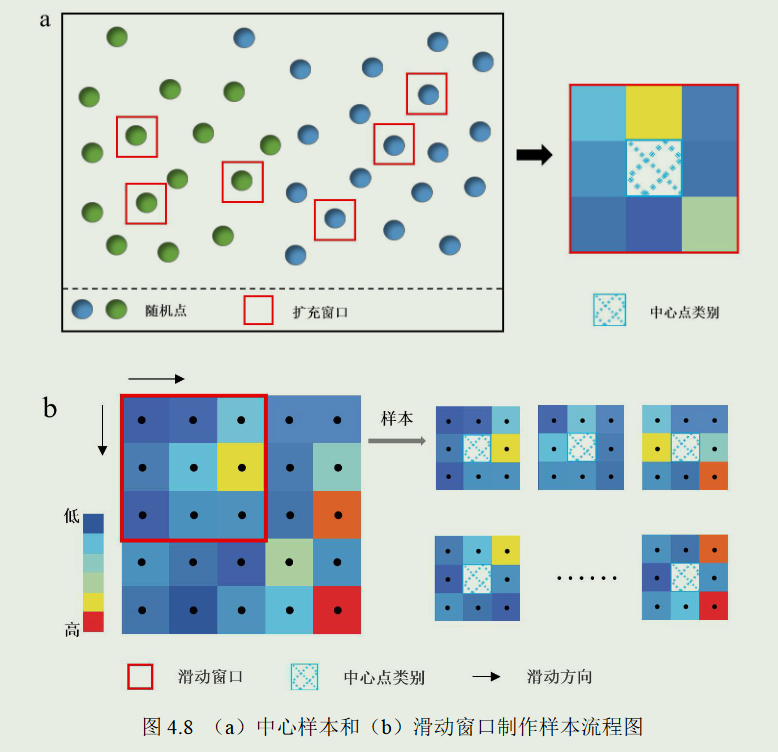 a
随机点
扩充窗口
中心点类别
b
样本
低
高
滑动窗口
中心点类别
滑动方向
图 4.8 （a）中心样本和（b）滑动窗口制作样本流程图